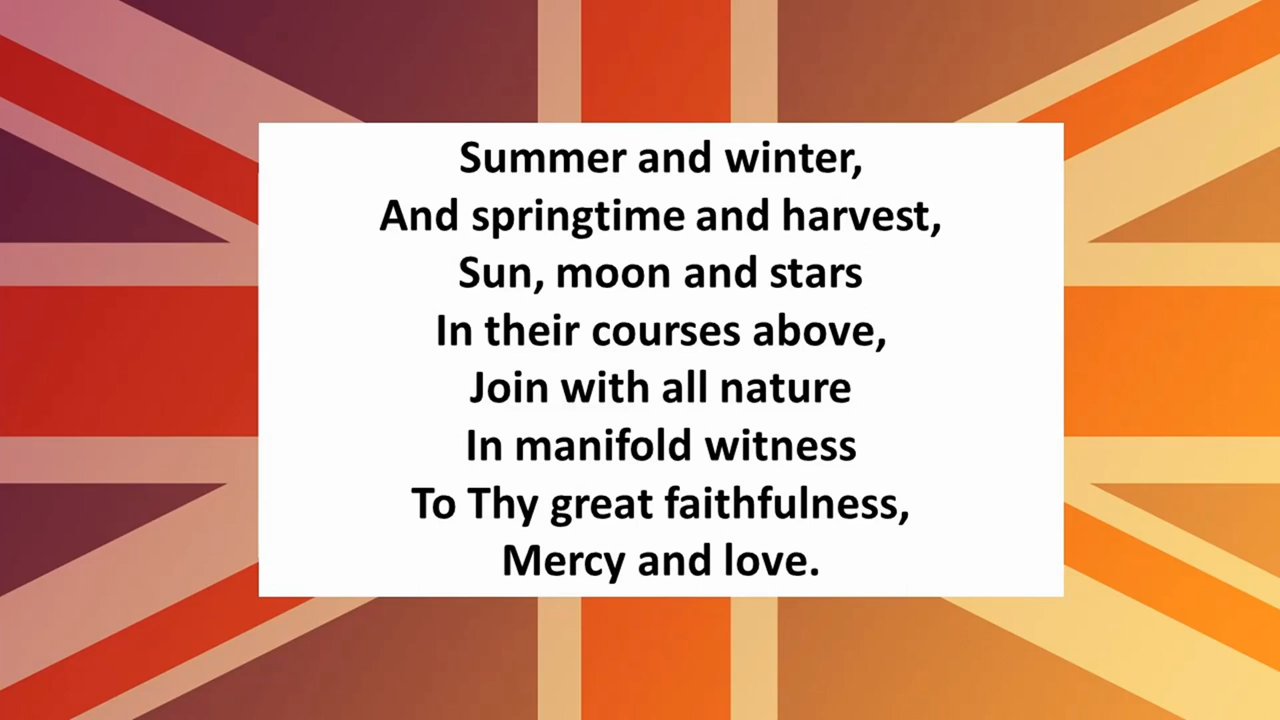 Summer and winter,
And springtime and harvest,
Sun, moon and stars
In their courses above,
Join with all nature
In manifold witness
To Thy great faithfulness,
Mercy and love.